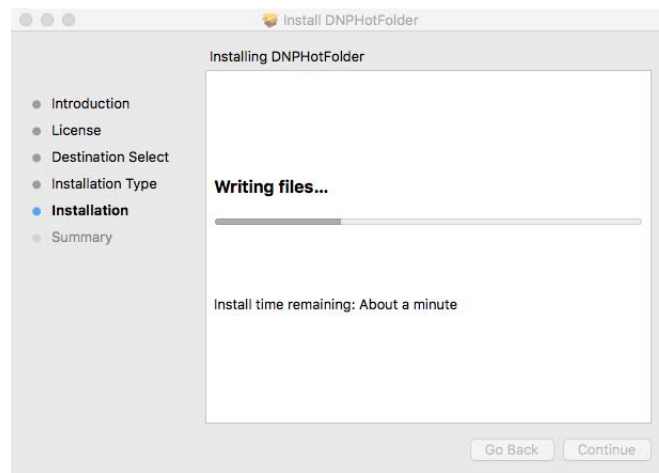 Install DNPHotFolder
Installing DNPHotFolder
Introduction
License
Destination Select
Installation Type
Installation
Summary
Writing files...
Install time remaining: About a minute
Go Back
Continue